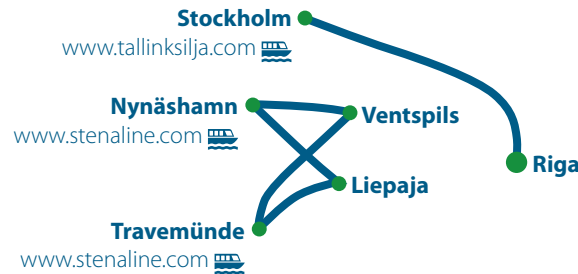 Stockholm
www.tallinksilja.com
Nynäshamn
www.stenaline.com
Ventspils
Riga
Liepaja
Travemünde
www.stenaline.com